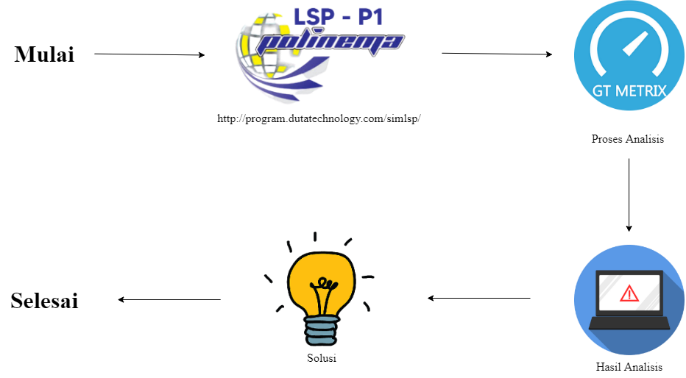 Mulai
LSP - P1
polinema
http://program.dutatechnology.com/simlsp/
GT METRIX
Proses Analisis
Selesai
Solusi
Hasil Analisis